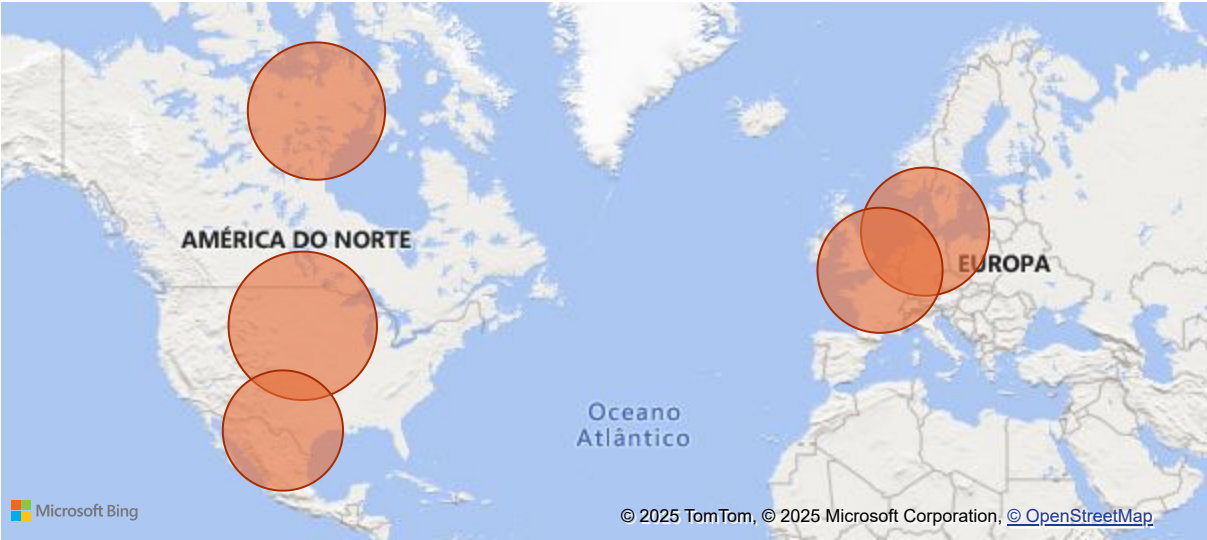 AMÉRICA DO NORTE
EUROPA
Oceano
Atlântico
Microsoft Bing
© 2025 TomTom, © 2025 Microsoft Corporation, © OpenStreetMap